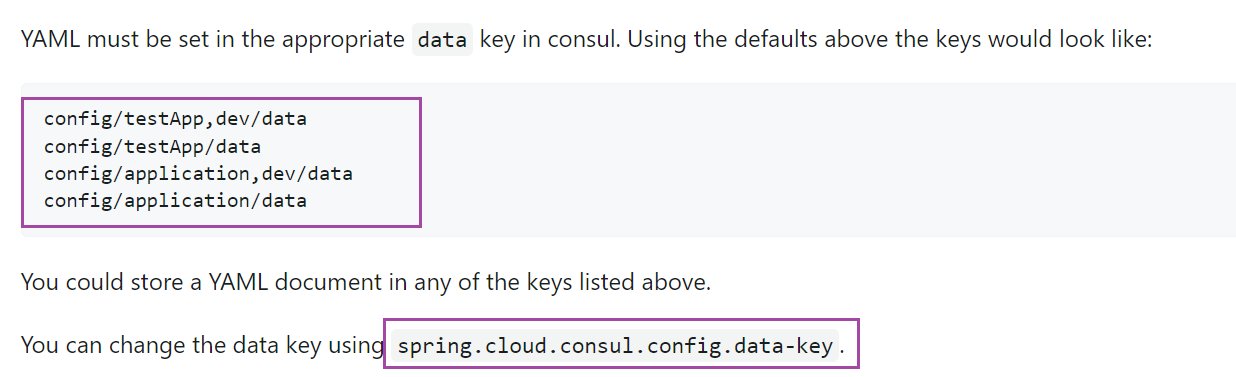 YAML must be set in the appropriate data key in consul. Using the defaults above the keys would look like:
config/testApp,dev/data
config/testApp/data
config/application,dev/data
config/application/data
You could store a YAML document in any of the keys listed above.
You can change the data key using spring.cloud.consul.config.data-key.